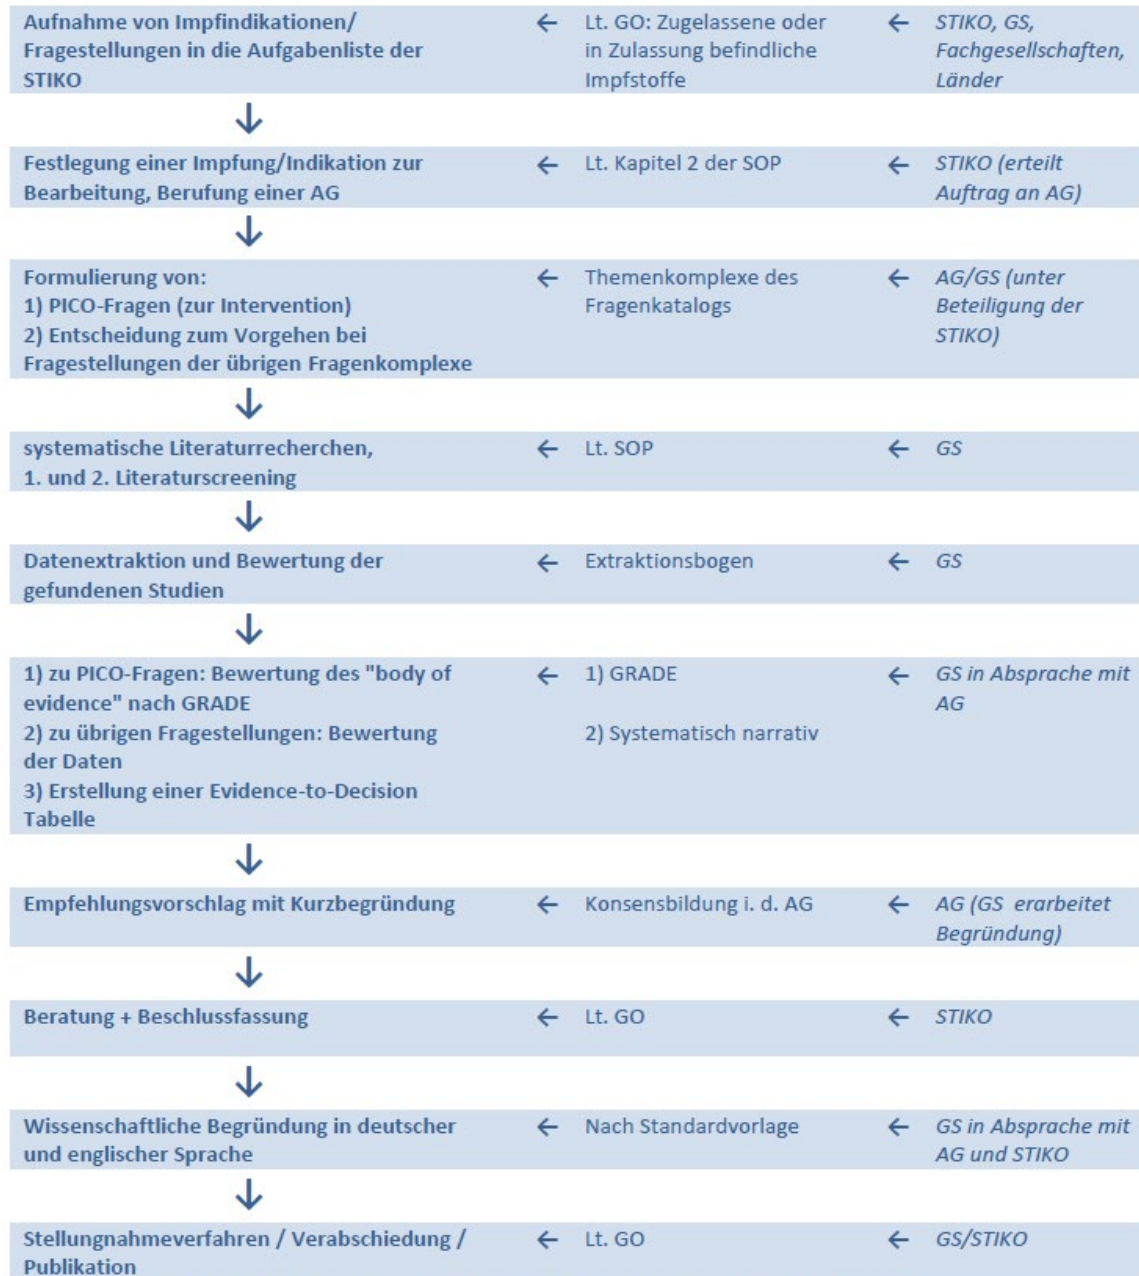 Aufnahme von Impfindikationen/
Fragestellungen in die Aufgabenliste der
STIKO
← Lt. GO: Zugelassene oder
in Zulassung befindliche
Impfstoffe
← STIKO, GS,
Fachgesellschaften,
Länder
↓
Festlegung einer Impfung/Indikation zur
Bearbeitung, Berufung einer AG
← Lt. Kapitel 2 der SOP
← STIKO (erteilt
Auftrag an AG)
↓
Formulierung von:
1) PICO-Fragen (zur Intervention)
2) Entscheidung zum Vorgehen bei
Fragestellungen der übrigen Fragenkomplexe
← Themenkomplexe des
Fragenkatalogs
← AG/GS (unter
Beteiligung der
STIKO)
↓
systematische Literaturrecherchen,
1. und 2. Literaturscreening
← Lt. SOP
← GS
↓
Datenextraktion und Bewertung der
gefundenen Studien
← Extraktionsbogen
← GS
↓
1) zu PICO-Fragen: Bewertung des "body of
evidence" nach GRADE
2) zu übrigen Fragestellungen: Bewertung
der Daten
3) Erstellung einer Evidence-to-Decision
Tabelle
← 1) GRADE
2) Systematisch narrativ
← GS in Absprache mit
AG
↓
Empfehlungsvorschlag mit Kurzbegründung
← Konsensbildung i. d. AG
← AG (GS erarbeitet
Begründung)
↓
Beratung + Beschlussfassung
← Lt. GO
← STIKO
↓
Wissenschaftliche Begründung in deutscher
und englischer Sprache
← Nach Standardvorlage
← GS in Absprache mit
AG und STIKO
↓
Stellungnahmeverfahren / Verabschiedung /
Publikation
← Lt. GO
← GS/STIKO